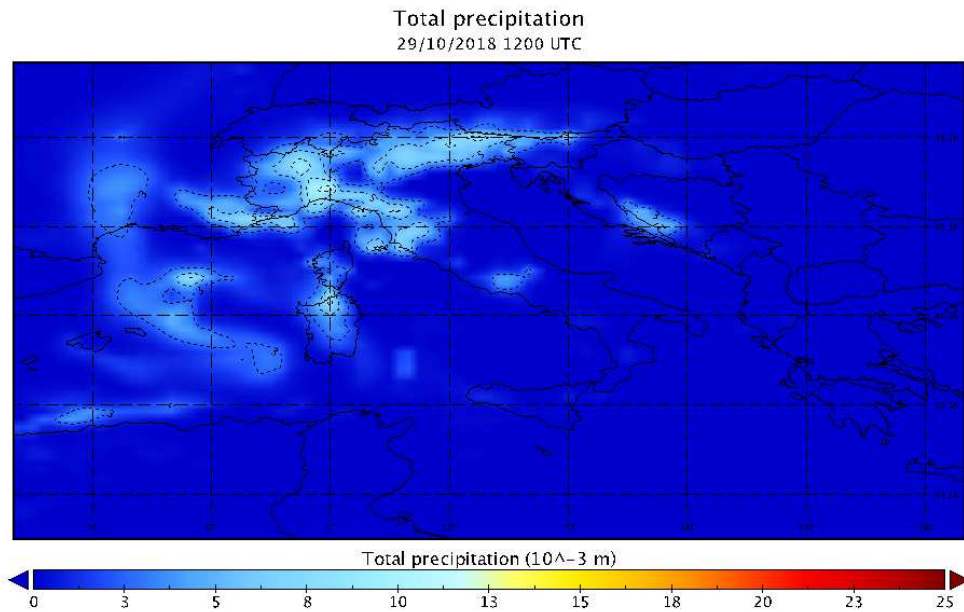 Total precipitation
29/10/2018 1200 UTC
Total precipitation (10^-3 m)
0 3 5 8 10 13 15 18 20 23 25